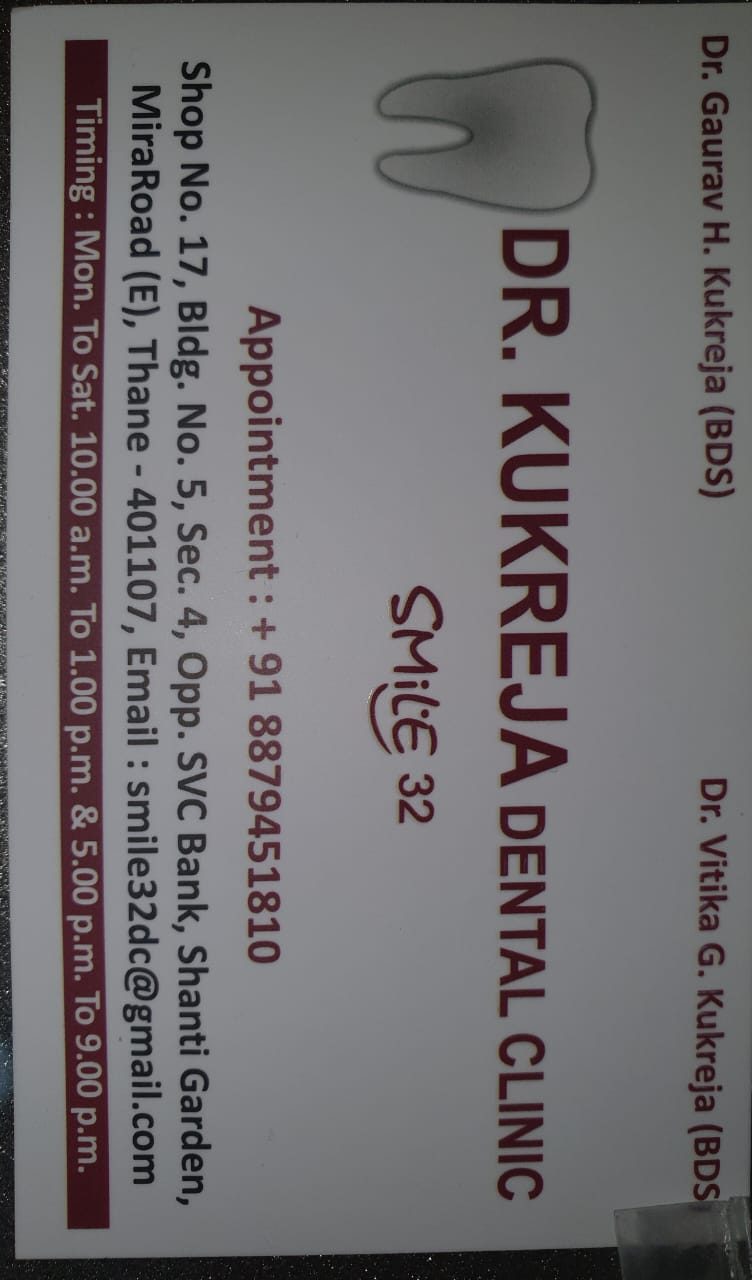 Dr. Gaurav H. Kukreja (BDS)
Dr. Vitika G. Kukreja (BDS
DR. KUKREJA DENTAL CLINIC
SMiLE 32
Appointment : + 91 8879451810
Shop No. 17, Bldg. No. 5, Sec. 4, Opp. SVC Bank, Shanti Garden,
MiraRoad (E), Thane - 401107, Email : smile32dc@gmail.com
Timing : Mon. To Sat. 10.00 a.m. To 1.00 p.m. & 5.00 p.m. To 9.00 p.m.